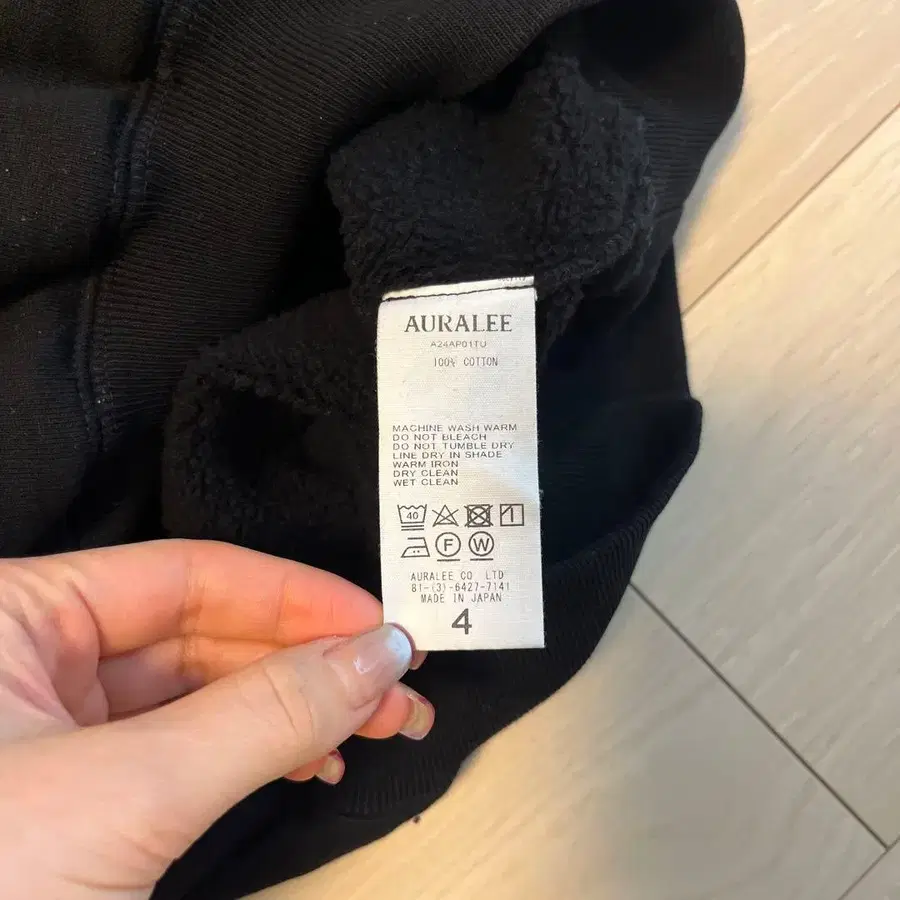 AURALEE
A24AP01TU
100% COTTON
MACHINE WASH WARM
DO NOT BLEACH
DO NOT TUMBLE DRY
LINE DRY IN SHADE
WARM IRON
DRY CLEAN
WET CLEAN
40
F W
AURALEE CO LTD
81-(3)-6427-7141
MADE IN JAPAN
4